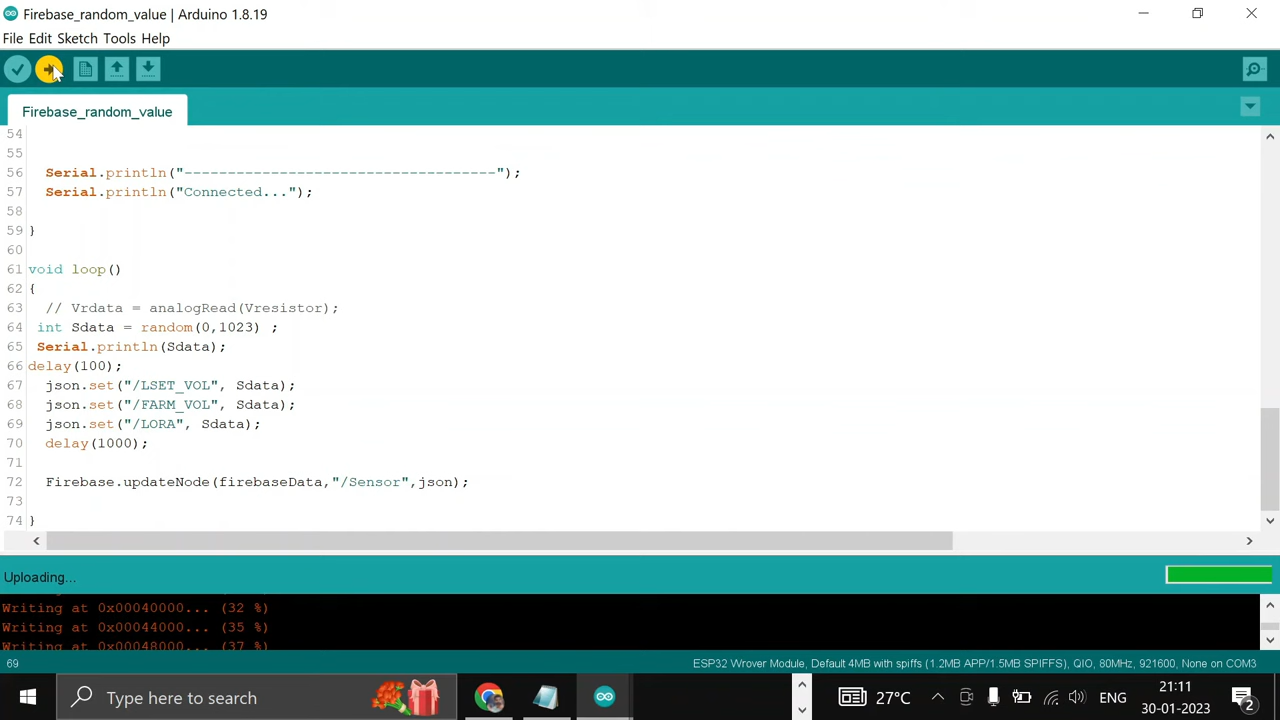 Firebase_random_value | Arduino 1.8.19
File Edit Sketch Tools Help
Firebase_random_value
54
55
56 Serial.println("------------------------------------");
57 Serial.println("Connected...");
58
59 }
60
61 void loop()
62 {
63 // Vrdata = analogRead(Vresistor);
64 int Sdata = random(0,1023) ;
65 Serial.println(Sdata);
66 delay(100);
67 json.set("/LSET_VOL", Sdata);
68 json.set("/FARM_VOL", Sdata);
69 json.set("/LORA", Sdata);
70 delay(1000);
71
72 Firebase.updateNode(firebaseData,"/Sensor",json);
73
74 }
Uploading...
Writing at 0x00040000... (32 %)
Writing at 0x00044000... (35 %)
Writing at 0x00048000... (37 %)
69 ESP32 Wrover Module, Default 4MB with spiffs (1.2MB APP/1.5MB SPIFFS), QIO, 80MHz, 921600, None on COM3
Type here to search 27°C ENG 21:11
30-01-2023 2